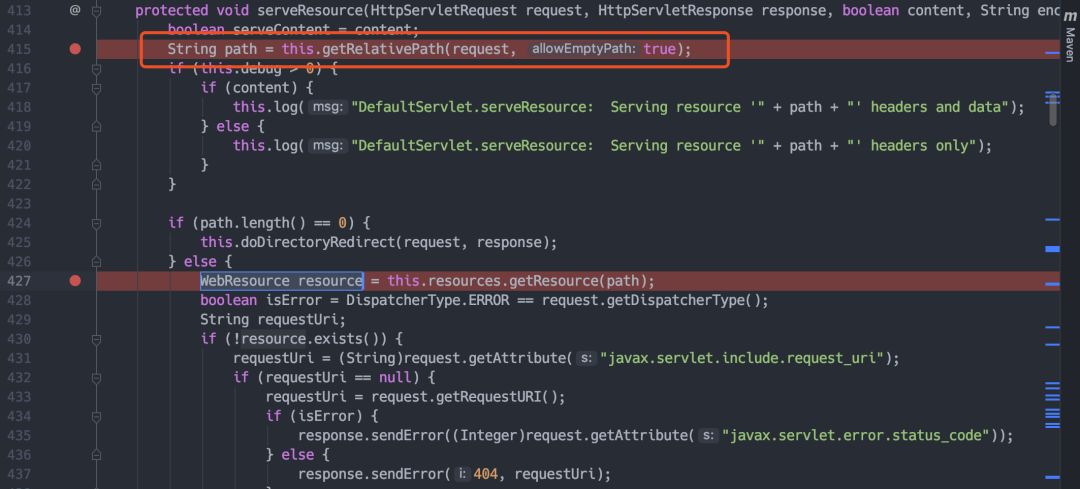 413 @ protected void serveResource(HttpServletRequest request, HttpServletResponse response, boolean content, String enc
414 boolean serveContent = content;
415 String path = this.getRelativePath(request, allowEmptyPath: true);
416 if (this.debug > 0) {
417 if (content) {
418 this.log( msg: "DefaultServlet.serveResource:  Serving resource '" + path + "' headers and data");
419 } else {
420 this.log( msg: "DefaultServlet.serveResource:  Serving resource '" + path + "' headers only");
421 }
422 }
423
424 if (path.length() == 0) {
425 this.doDirectoryRedirect(request, response);
426 } else {
427 WebResource resource = this.resources.getResource(path);
428 boolean isError = DispatcherType.ERROR == request.getDispatcherType();
429 String requestUri;
430 if (!resource.exists()) {
431 requestUri = (String)request.getAttribute( s: "javax.servlet.include.request_uri");
432 if (requestUri == null) {
433 requestUri = request.getRequestURI();
434 if (isError) {
435 response.sendError((Integer)request.getAttribute( s: "javax.servlet.error.status_code"));
436 } else {
437 response.sendError( i: 404, requestUri);
m Maven